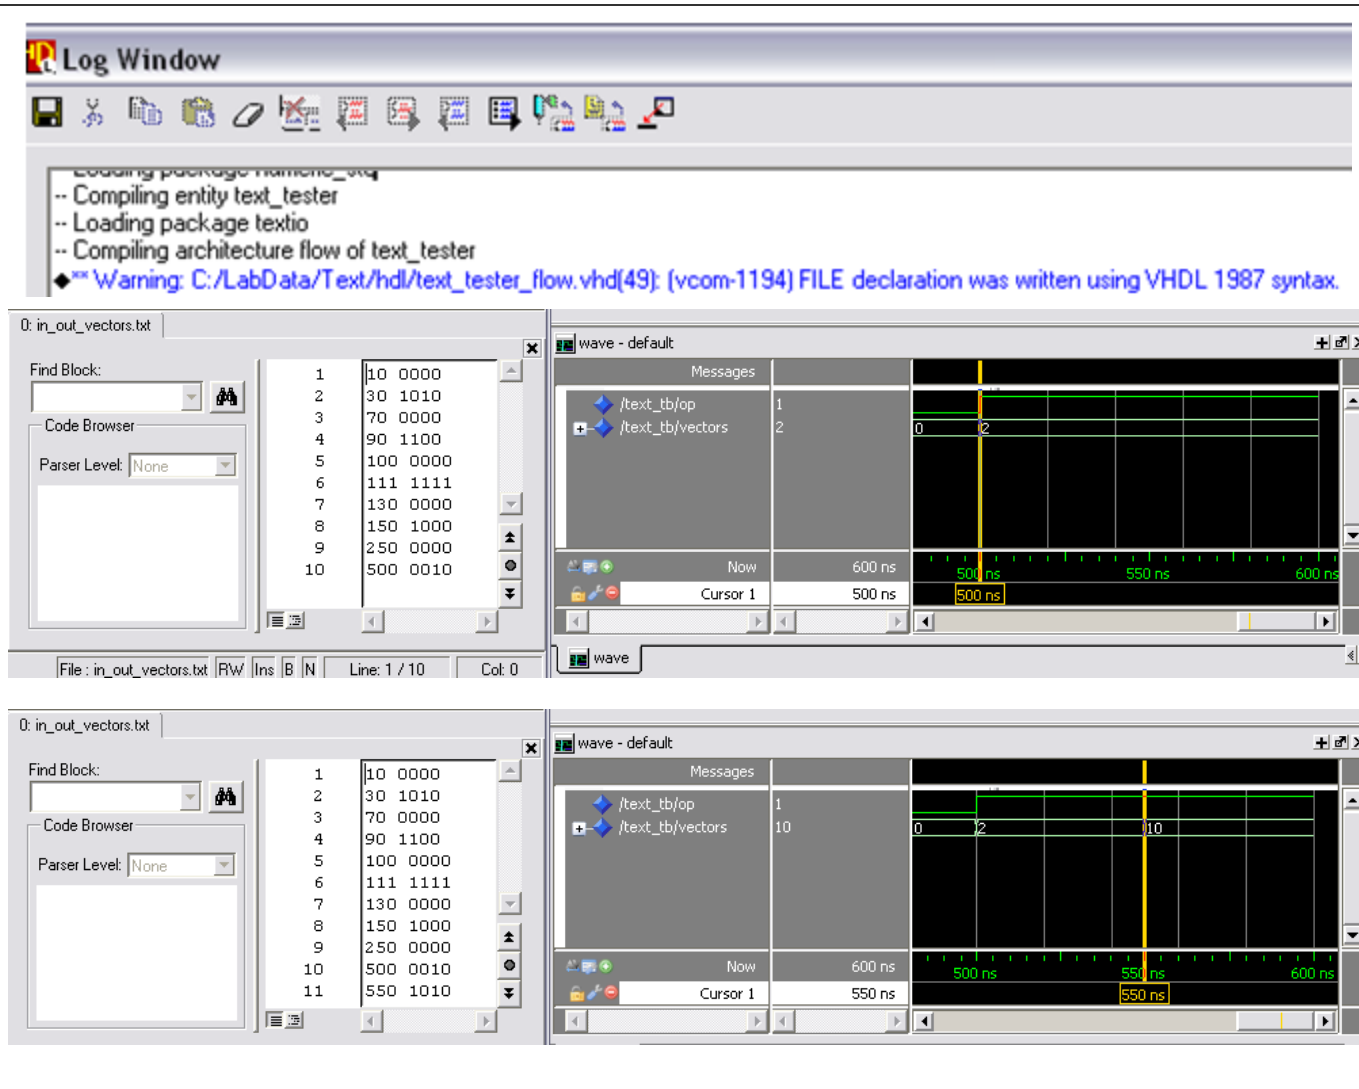 Log Window
-- Loading package numeric_std
-- Compiling entity text_tester
-- Loading package textio
-- Compiling architecture flow of text_tester
** Warning: C:/LabData/Text/hdl/text_tester_flow.vhd(49): (vcom-1194) FILE declaration was written using VHDL 1987 syntax.
0: in_out_vectors.txt
Find Block:
Code Browser
Parser Level: None
1 10 0000
2 30 1010
3 70 0000
4 90 1100
5 100 0000
6 111 1111
7 130 0000
8 150 1000
9 250 0000
10 500 0010
File : in_out_vectors.txt RW Ins B N Line: 1 / 10 Col: 0
wave - default
Messages
/text_tb/op 1
/text_tb/vectors 2 0 2
Now 600 ns 500 ns 550 ns 600 ns
Cursor 1 500 ns 500 ns
wave
0: in_out_vectors.txt
Find Block:
Code Browser
Parser Level: None
1 10 0000
2 30 1010
3 70 0000
4 90 1100
5 100 0000
6 111 1111
7 130 0000
8 150 1000
9 250 0000
10 500 0010
11 550 1010
wave - default
Messages
/text_tb/op 1
/text_tb/vectors 10 0 2 10
Now 600 ns 500 ns 550 ns 600 ns
Cursor 1 550 ns 550 ns